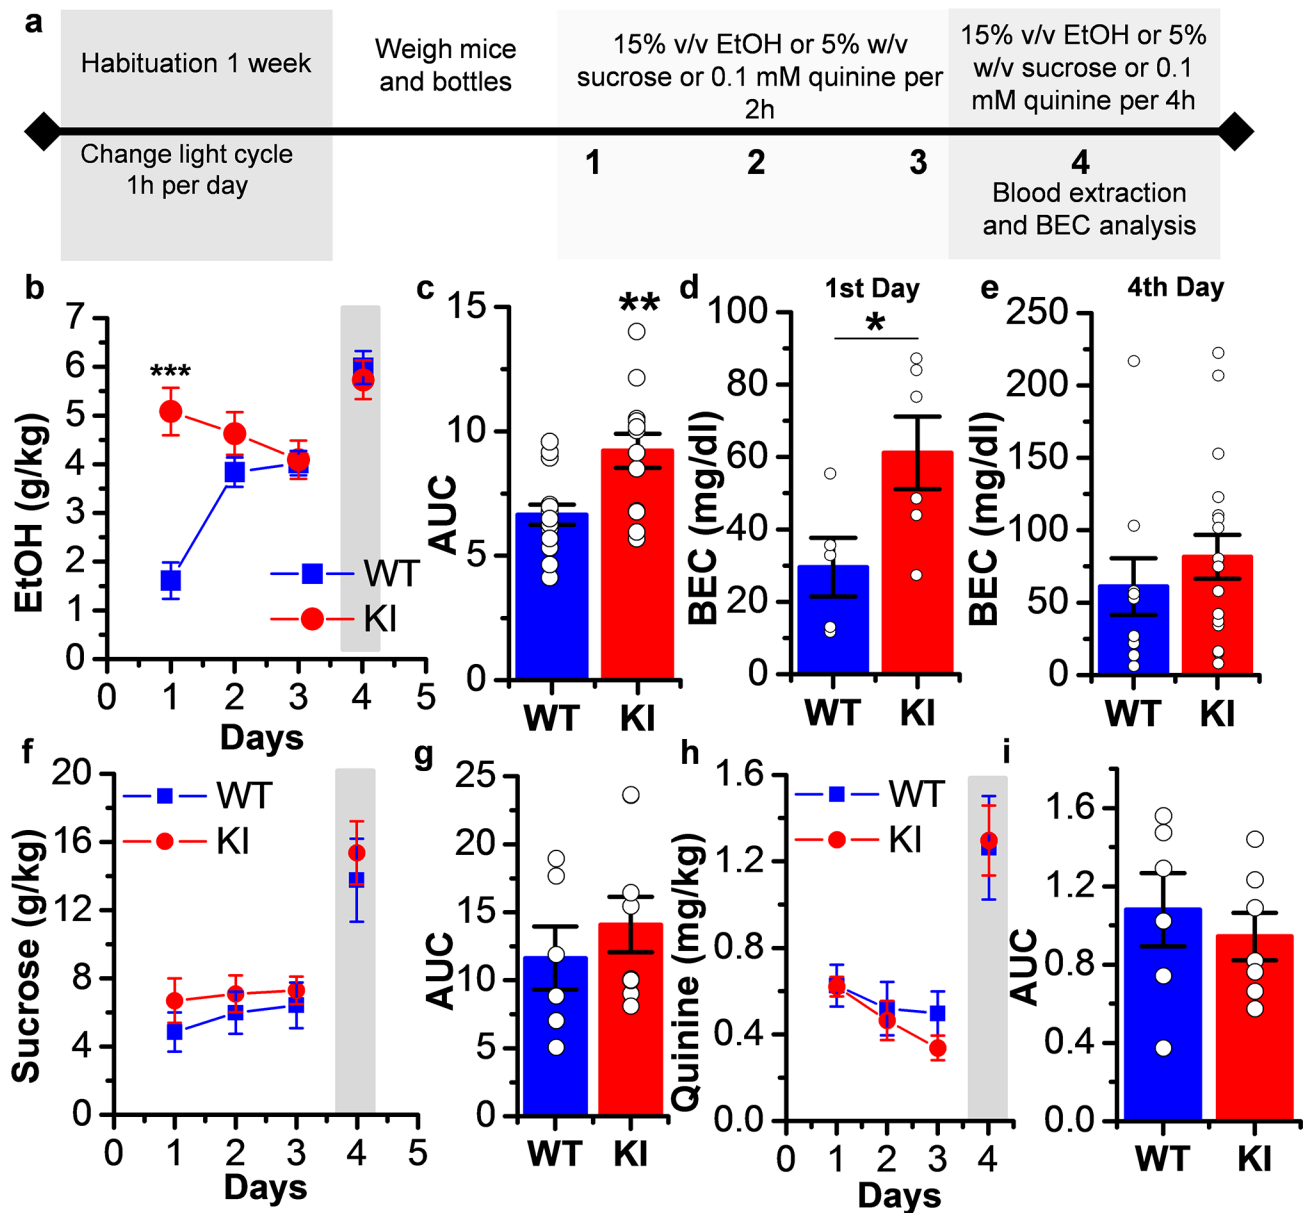 a
Habituation 1 week
Change light cycle
1h per day
Weigh mice
and bottles
15% v/v EtOH or 5% w/v
sucrose or 0.1 mM quinine per
2h
15% v/v EtOH or 5%
w/v sucrose or 0.1
mM quinine per 4h
1
2
3
4
Blood extraction
and BEC analysis
b
EtOH (g/kg)
7
6
5
4
3
2
1
0
***
WT
KI
0 1 2 3 4 5
Days
c
AUC
15
10
5
0
**
WT KI
d
1st Day
BEC (mg/dl)
100
80
60
40
20
0
*
WT KI
e
4th Day
BEC (mg/dl)
250
200
150
100
50
0
WT KI
f
Sucrose (g/kg)
20
16
12
8
4
0
WT
KI
0 1 2 3 4 5
Days
g
AUC
25
20
15
10
5
0
WT KI
h
Quinine (mg/kg)
1.6
1.2
0.8
0.4
0.0
WT
KI
0 1 2 3 4
Days
i
AUC
1.6
1.2
0.8
0.4
0.0
WT KI